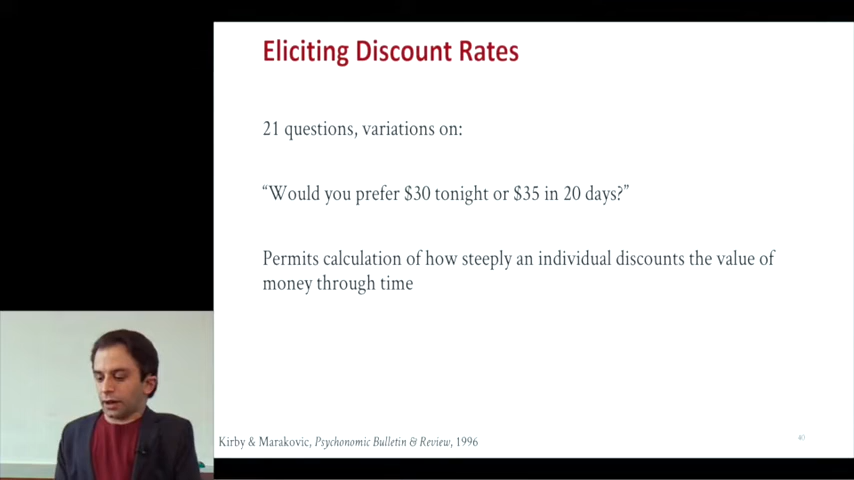 Eliciting Discount Rates
21 questions, variations on:
“Would you prefer $30 tonight or $35 in 20 days?”
Permits calculation of how steeply an individual discounts the value of
money through time
Kirby & Marakovic, Psychonomic Bulletin & Review, 1996
40